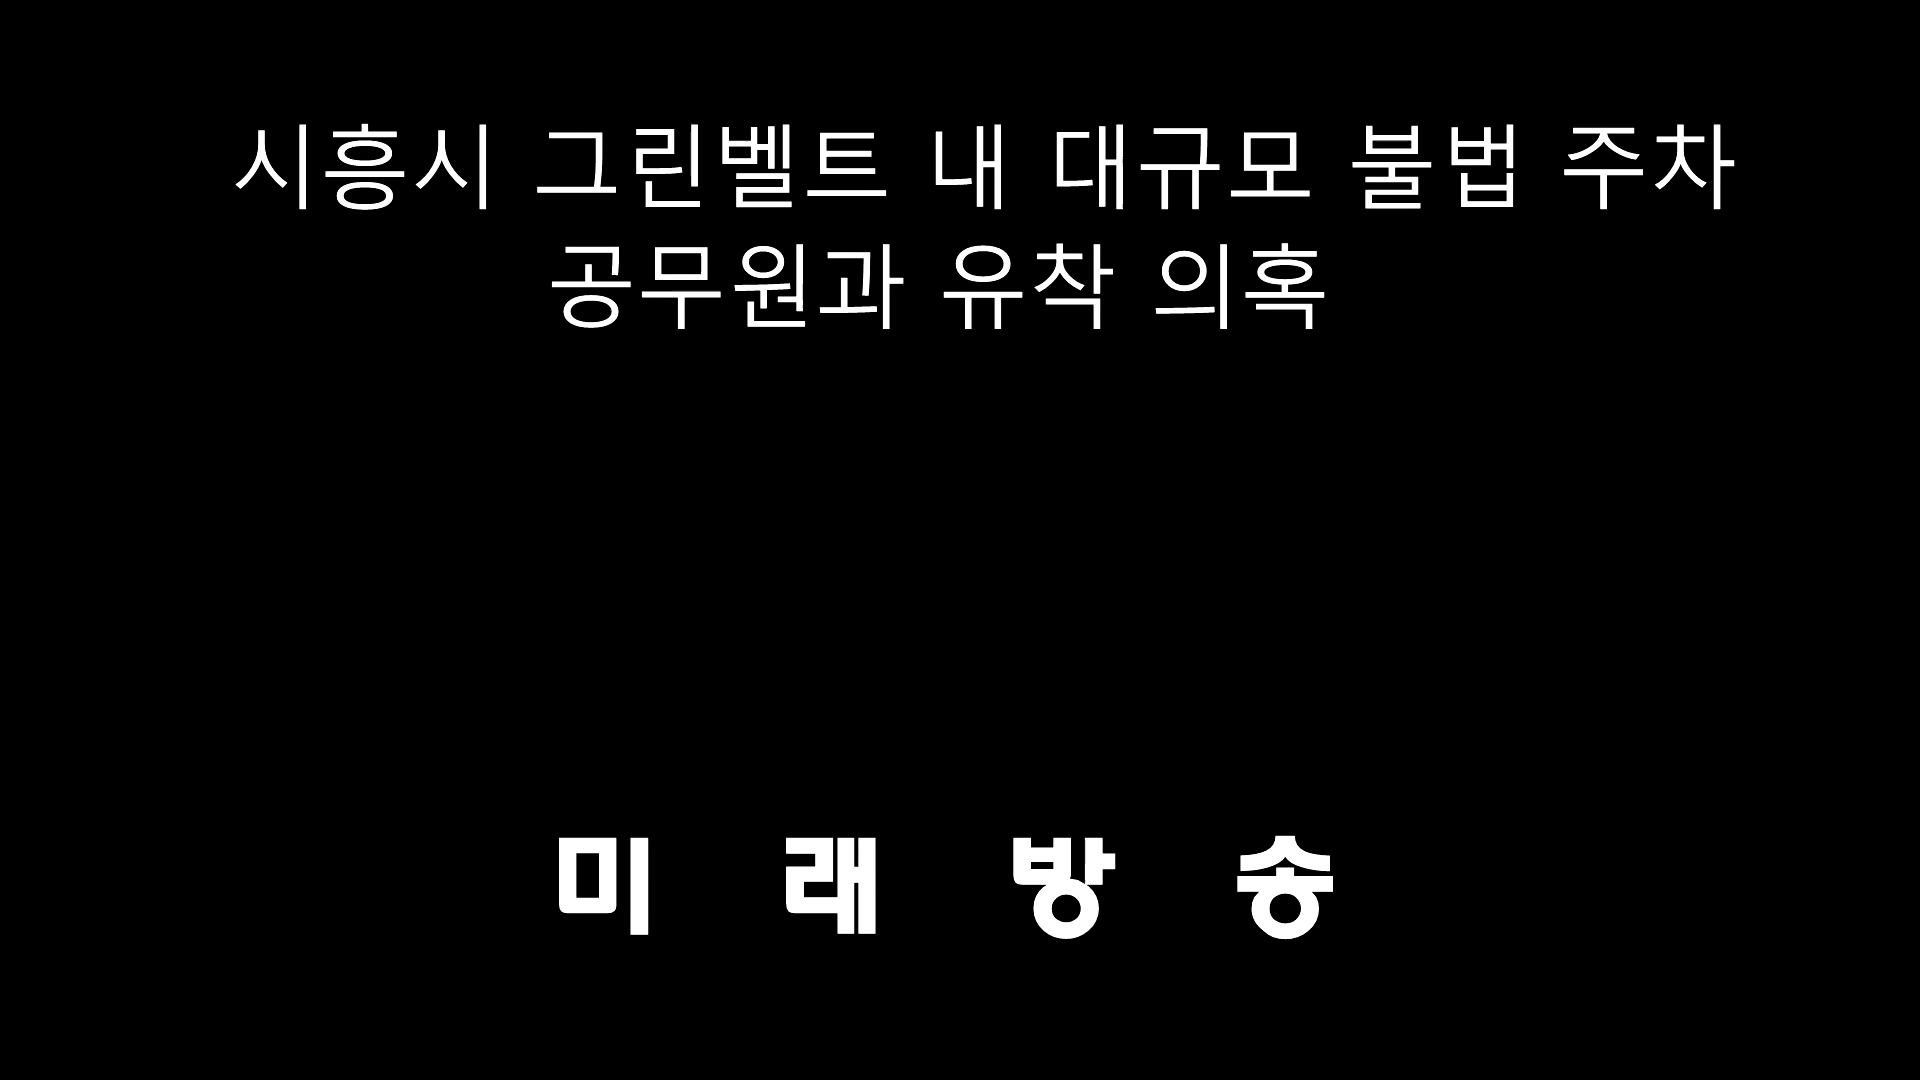 시흥시 그린벨트 내 대규모 불법 주차
공무원과 유착 의혹
미 래 방 송